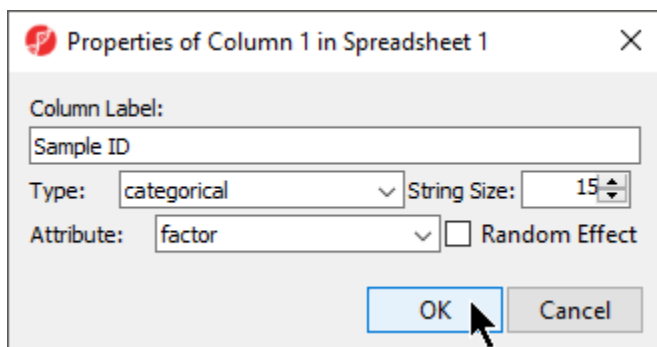 Properties of Column 1 in Spreadsheet 1
Column Label:
Sample ID
Type: categorical String Size: 15
Attribute: factor Random Effect
OK Cancel